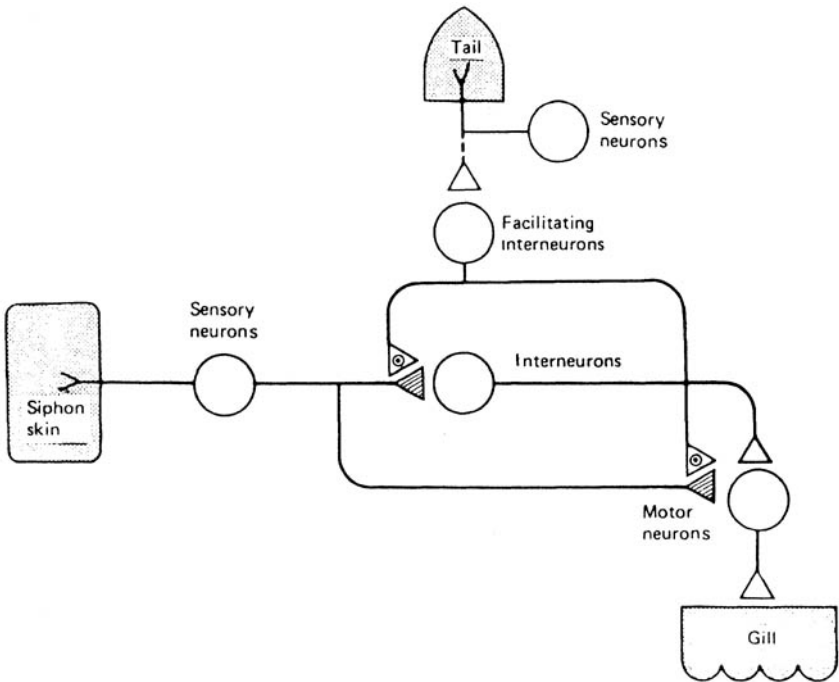 Tail
Sensory
neurons
Facilitating
interneurons
Sensory
neurons
Interneurons
Siphon
skin
Motor
neurons
Gill